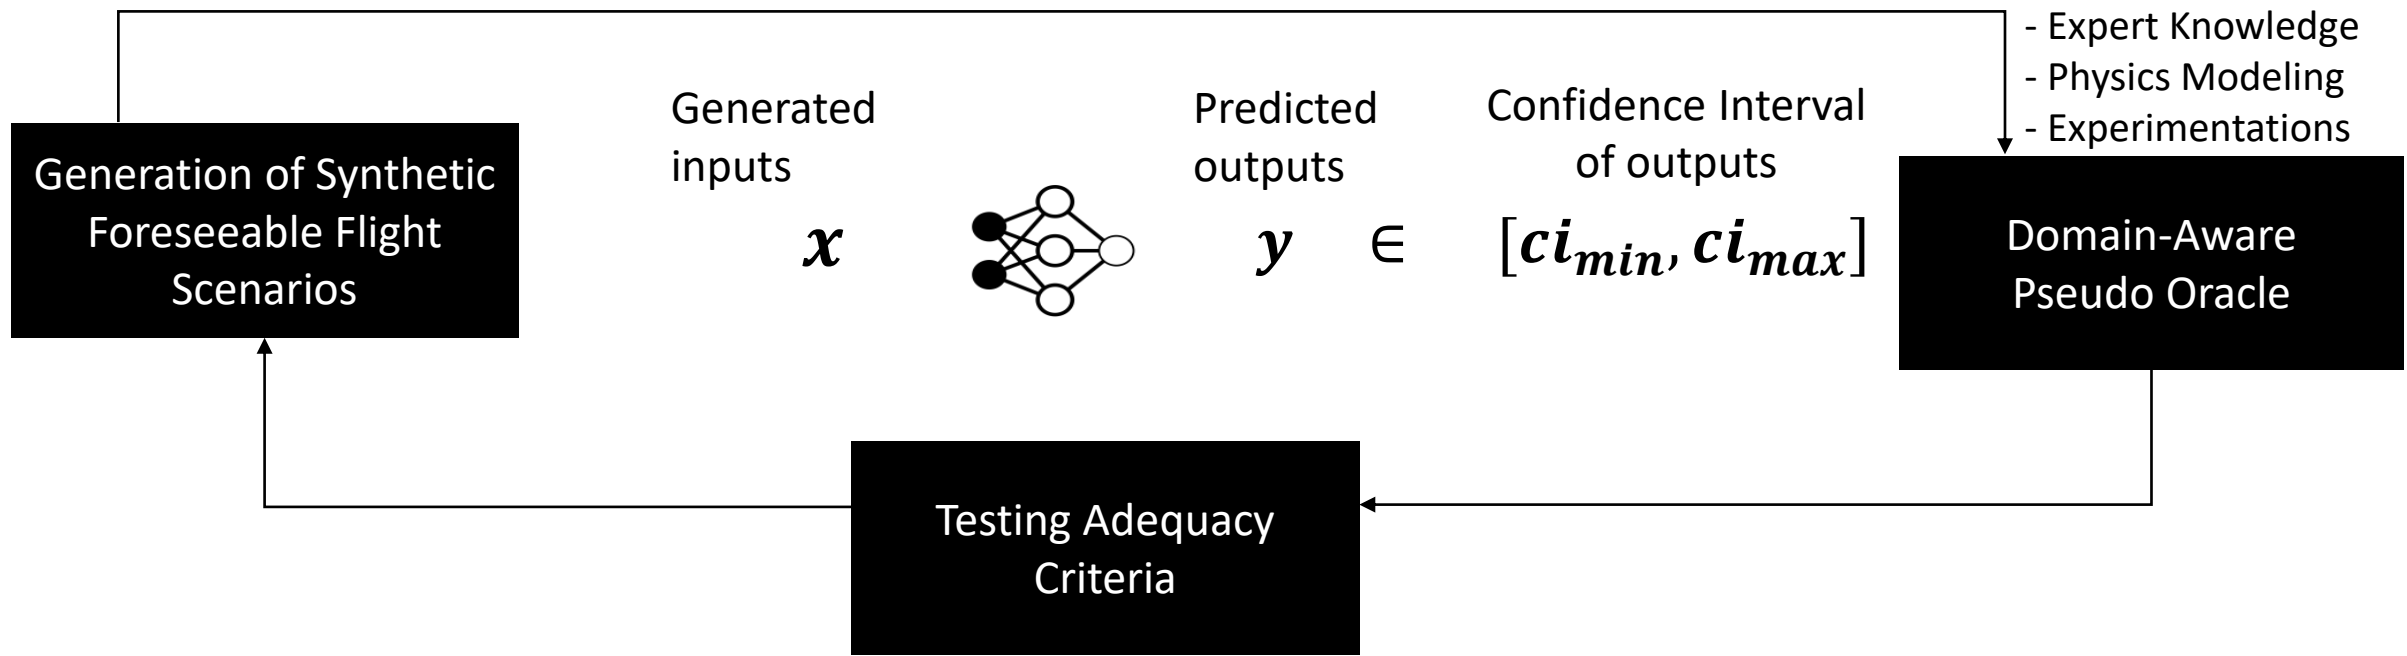 - Expert Knowledge
- Physics Modeling
- Experimentations
Generation of Synthetic
Foreseeable Flight
Scenarios
Generated
inputs
x
Predicted
outputs
y ∈
Confidence Interval
of outputs
[ci_min, ci_max]
Domain-Aware
Pseudo Oracle
Testing Adequacy
Criteria